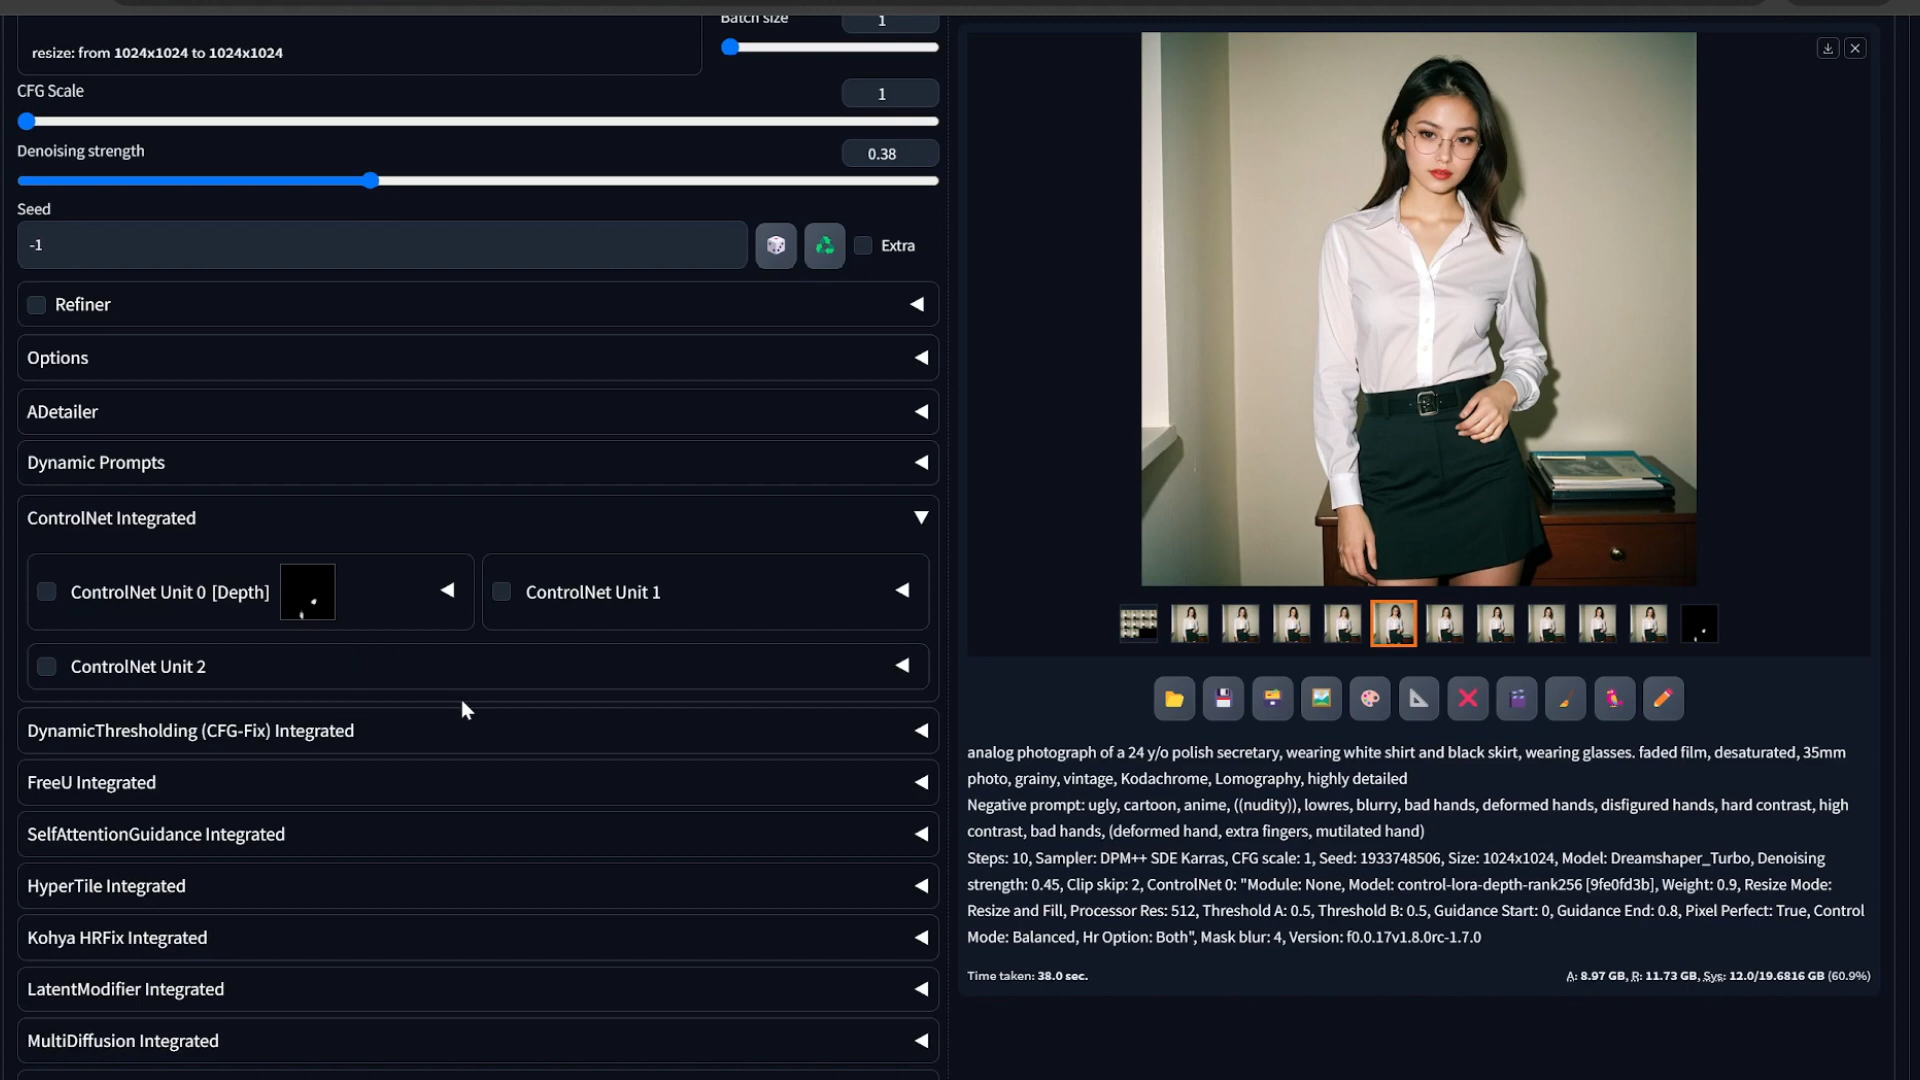 Batch size
1
resize: from 1024x1024 to 1024x1024
CFG Scale
1
Denoising strength
0.38
Seed
-1
Extra
Refiner
Options
ADetailer
Dynamic Prompts
ControlNet Integrated
ControlNet Unit 0 [Depth]
ControlNet Unit 1
ControlNet Unit 2
DynamicThresholding (CFG-Fix) Integrated
FreeU Integrated
SelfAttentionGuidance Integrated
HyperTile Integrated
Kohya HRFix Integrated
LatentModifier Integrated
MultiDiffusion Integrated
analog photograph of a 24 y/o polish secretary, wearing white shirt and black skirt, wearing glasses. faded film, desaturated, 35mm
photo, grainy, vintage, Kodachrome, Lomography, highly detailed
Negative prompt: ugly, cartoon, anime, ((nudity)), lowres, blurry, bad hands, deformed hands, disfigured hands, hard contrast, high
contrast, bad hands, (deformed hand, extra fingers, mutilated hand)
Steps: 10, Sampler: DPM++ SDE Karras, CFG scale: 1, Seed: 1933748506, Size: 1024x1024, Model: Dreamshaper_Turbo, Denoising
strength: 0.45, Clip skip: 2, ControlNet 0: "Module: None, Model: control-lora-depth-rank256 [9fe0fd3b], Weight: 0.9, Resize Mode:
Resize and Fill, Processor Res: 512, Threshold A: 0.5, Threshold B: 0.5, Guidance Start: 0, Guidance End: 0.8, Pixel Perfect: True, Control
Mode: Balanced, Hr Option: Both", Mask blur: 4, Version: f0.0.17v1.8.0rc-1.7.0
Time taken: 38.0 sec.
A: 8.97 GB, R: 11.73 GB, Sys: 12.0/19.6816 GB (60.9%)